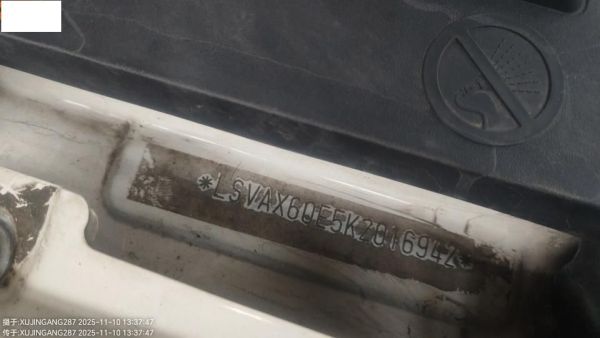 *LSVAX60E5K2016942*
摄于:XUJINGANG287 2025-11-10 13:37:47
传于:XUJINGANG287 2025-11-10 13:37:47